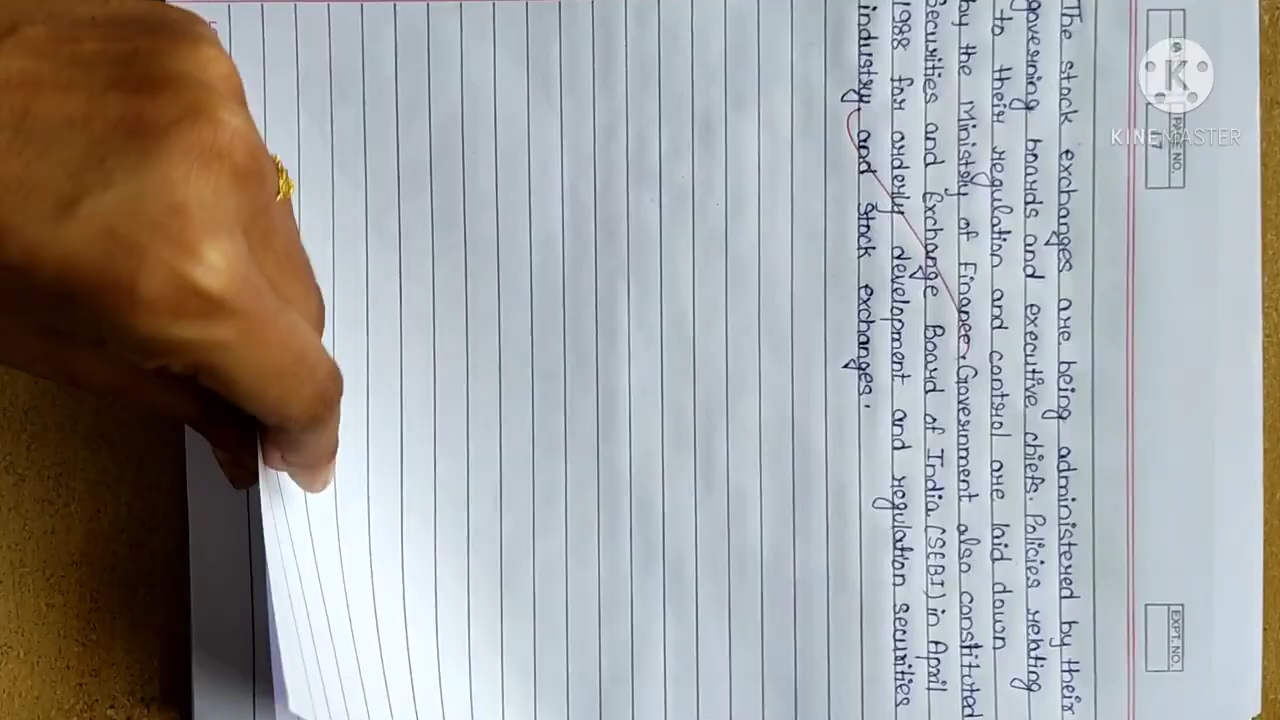 PAGE NO.
17
EXPT. NO.
The stock exchanges are being administered by their
governing boards and executive chiefs. Policies relating
to their regulation and control are laid down
by the Ministry of Finance. Government also constituted
Securities and Exchange Board of India (SEBI) in April
1988 for orderly development and regulation securities
industry and stock exchanges.
KINEMASTER